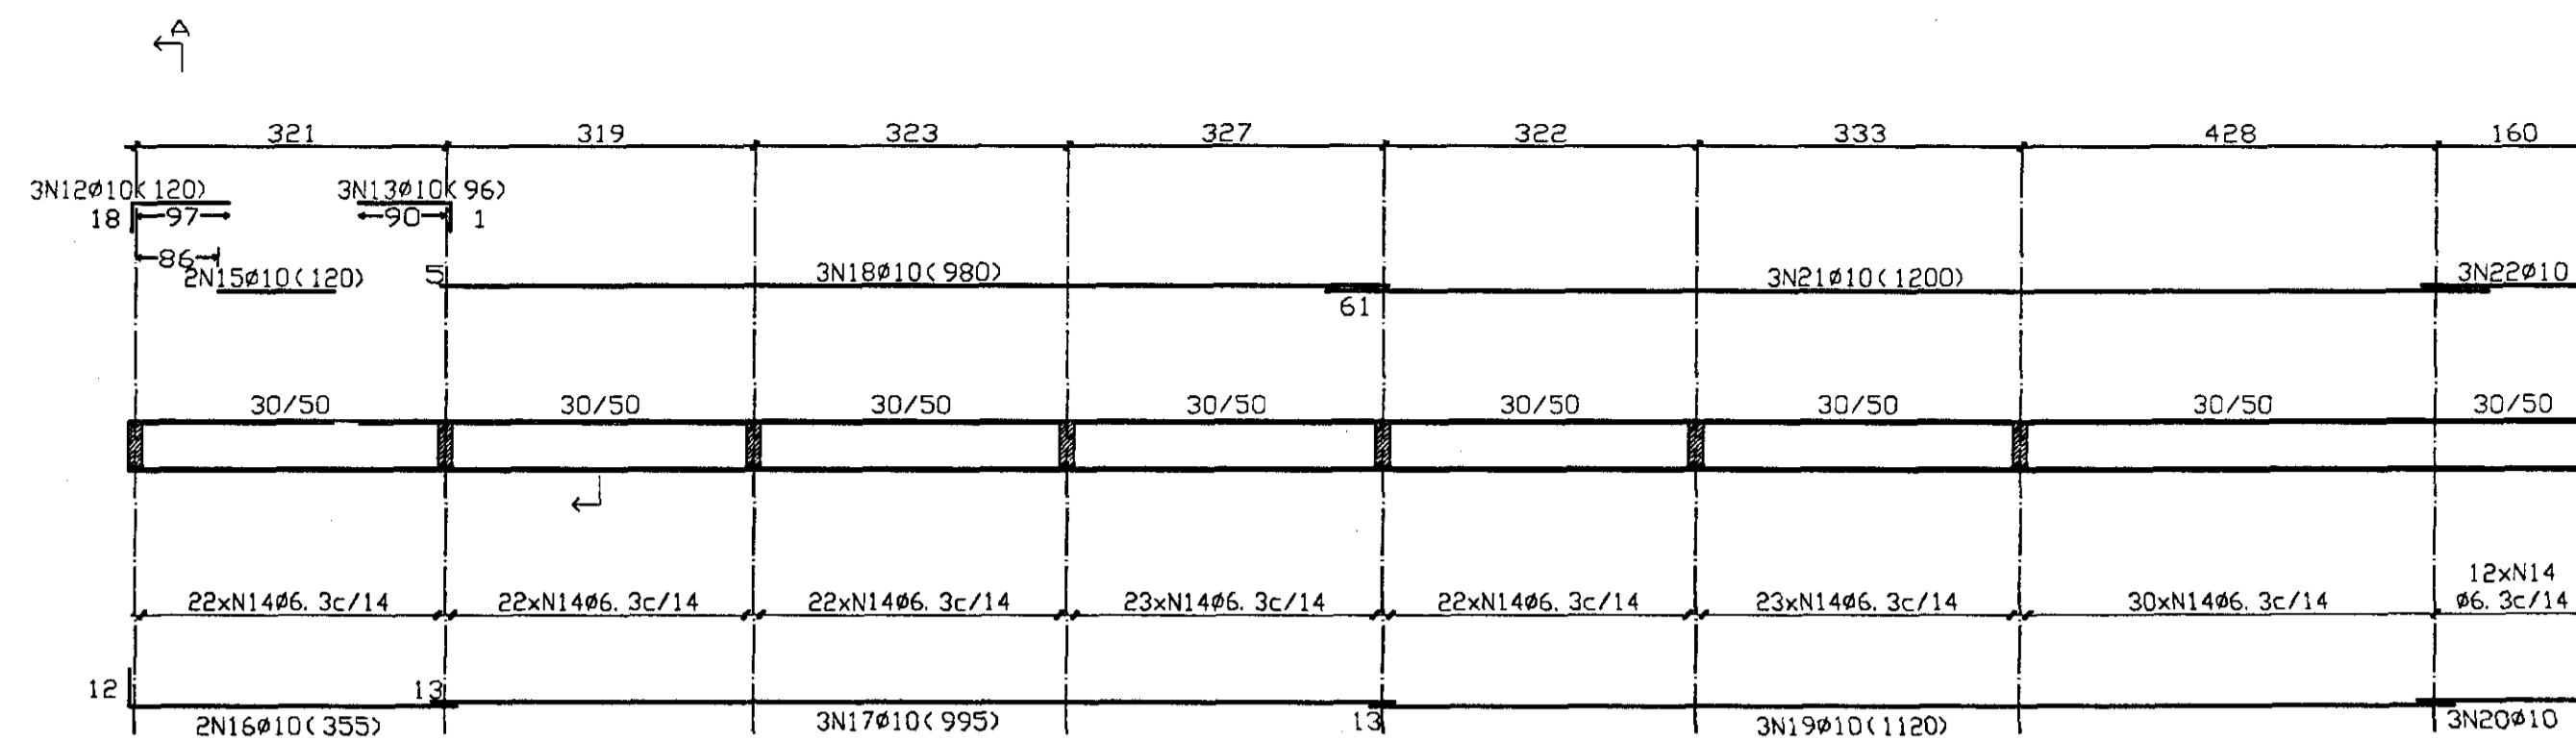 A
321 319 323 327 322 333 428 160
3N12ø10(120) 3N13ø10(96)
18 97 90 1
86
2N15ø10(120) 5 3N18ø10(980) 3N21ø10(1200) 3N22ø10
61
30/50 30/50 30/50 30/50 30/50 30/50 30/50 30/50
12xN14
22xN14ø6.3c/14 22xN14ø6.3c/14 22xN14ø6.3c/14 23xN14ø6.3c/14 22xN14ø6.3c/14 23xN14ø6.3c/14 30xN14ø6.3c/14 ø6.3c/14
12 13
2N16ø10(355) 3N17ø10(995) 13 3N19ø10(1120) 3N20ø10